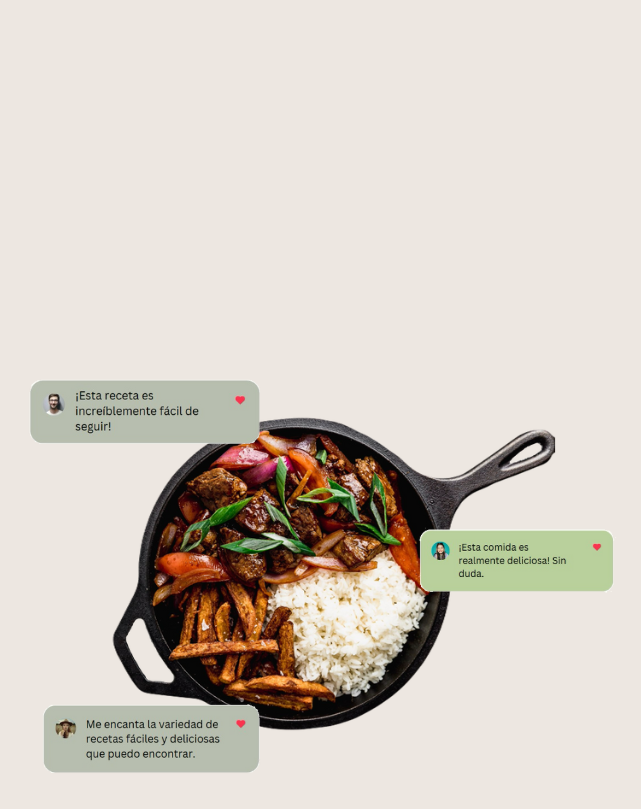 ¡Esta receta es
increíblemente fácil de
seguir!
¡Esta comida es
realmente deliciosa! Sin
duda.
Me encanta la variedad de
recetas fáciles y deliciosas
que puedo encontrar.